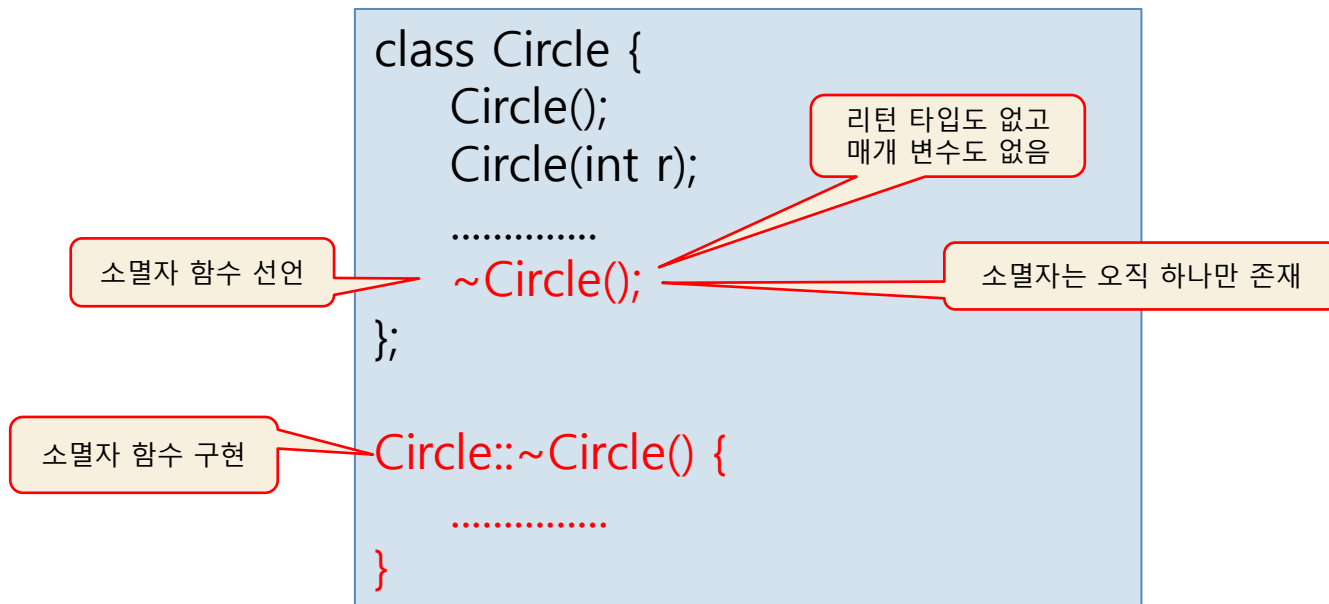 class Circle {
Circle();
Circle(int r);
리턴 타입도 없고
매개 변수도 없음
..............
소멸자 함수 선언
~Circle();
소멸자는 오직 하나만 존재
};
소멸자 함수 구현
Circle::~Circle() {
...............
}